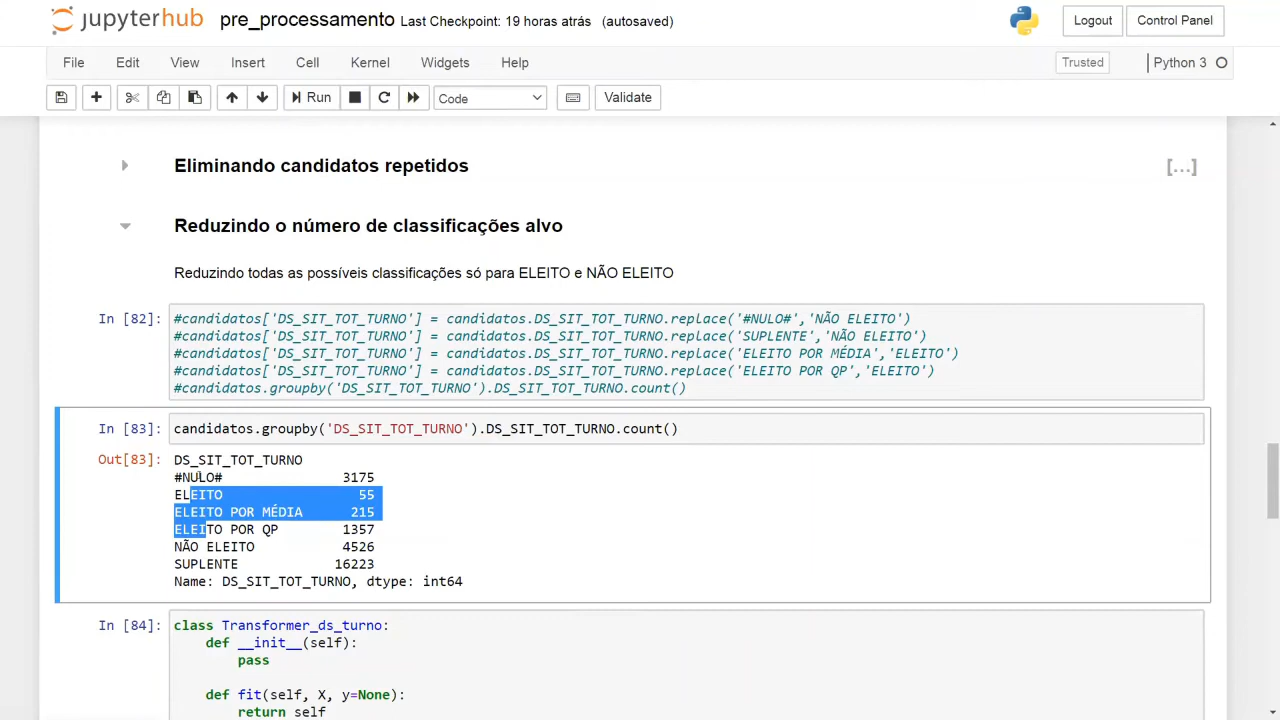 jupyterhub pre_processamento Last Checkpoint: 19 horas atrás (autosaved) Logout Control Panel
File Edit View Insert Cell Kernel Widgets Help Trusted Python 3
Run Code Validate
Eliminando candidatos repetidos [...]
Reduzindo o número de classificações alvo
Reduzindo todas as possíveis classificações só para ELEITO e NÃO ELEITO
In [82]: #candidatos['DS_SIT_TOT_TURNO'] = candidatos.DS_SIT_TOT_TURNO.replace('#NULO#','NÃO ELEITO')
#candidatos['DS_SIT_TOT_TURNO'] = candidatos.DS_SIT_TOT_TURNO.replace('SUPLENTE','NÃO ELEITO')
#candidatos['DS_SIT_TOT_TURNO'] = candidatos.DS_SIT_TOT_TURNO.replace('ELEITO POR MÉDIA','ELEITO')
#candidatos['DS_SIT_TOT_TURNO'] = candidatos.DS_SIT_TOT_TURNO.replace('ELEITO POR QP','ELEITO')
#candidatos.groupby('DS_SIT_TOT_TURNO').DS_SIT_TOT_TURNO.count()
In [83]: candidatos.groupby('DS_SIT_TOT_TURNO').DS_SIT_TOT_TURNO.count()
Out[83]: DS_SIT_TOT_TURNO
#NULO# 3175
ELEITO 55
ELEITO POR MÉDIA 215
ELEITO POR QP 1357
NÃO ELEITO 4526
SUPLENTE 16223
Name: DS_SIT_TOT_TURNO, dtype: int64
In [84]: class Transformer_ds_turno:
def __init__(self):
pass
def fit(self, X, y=None):
return self